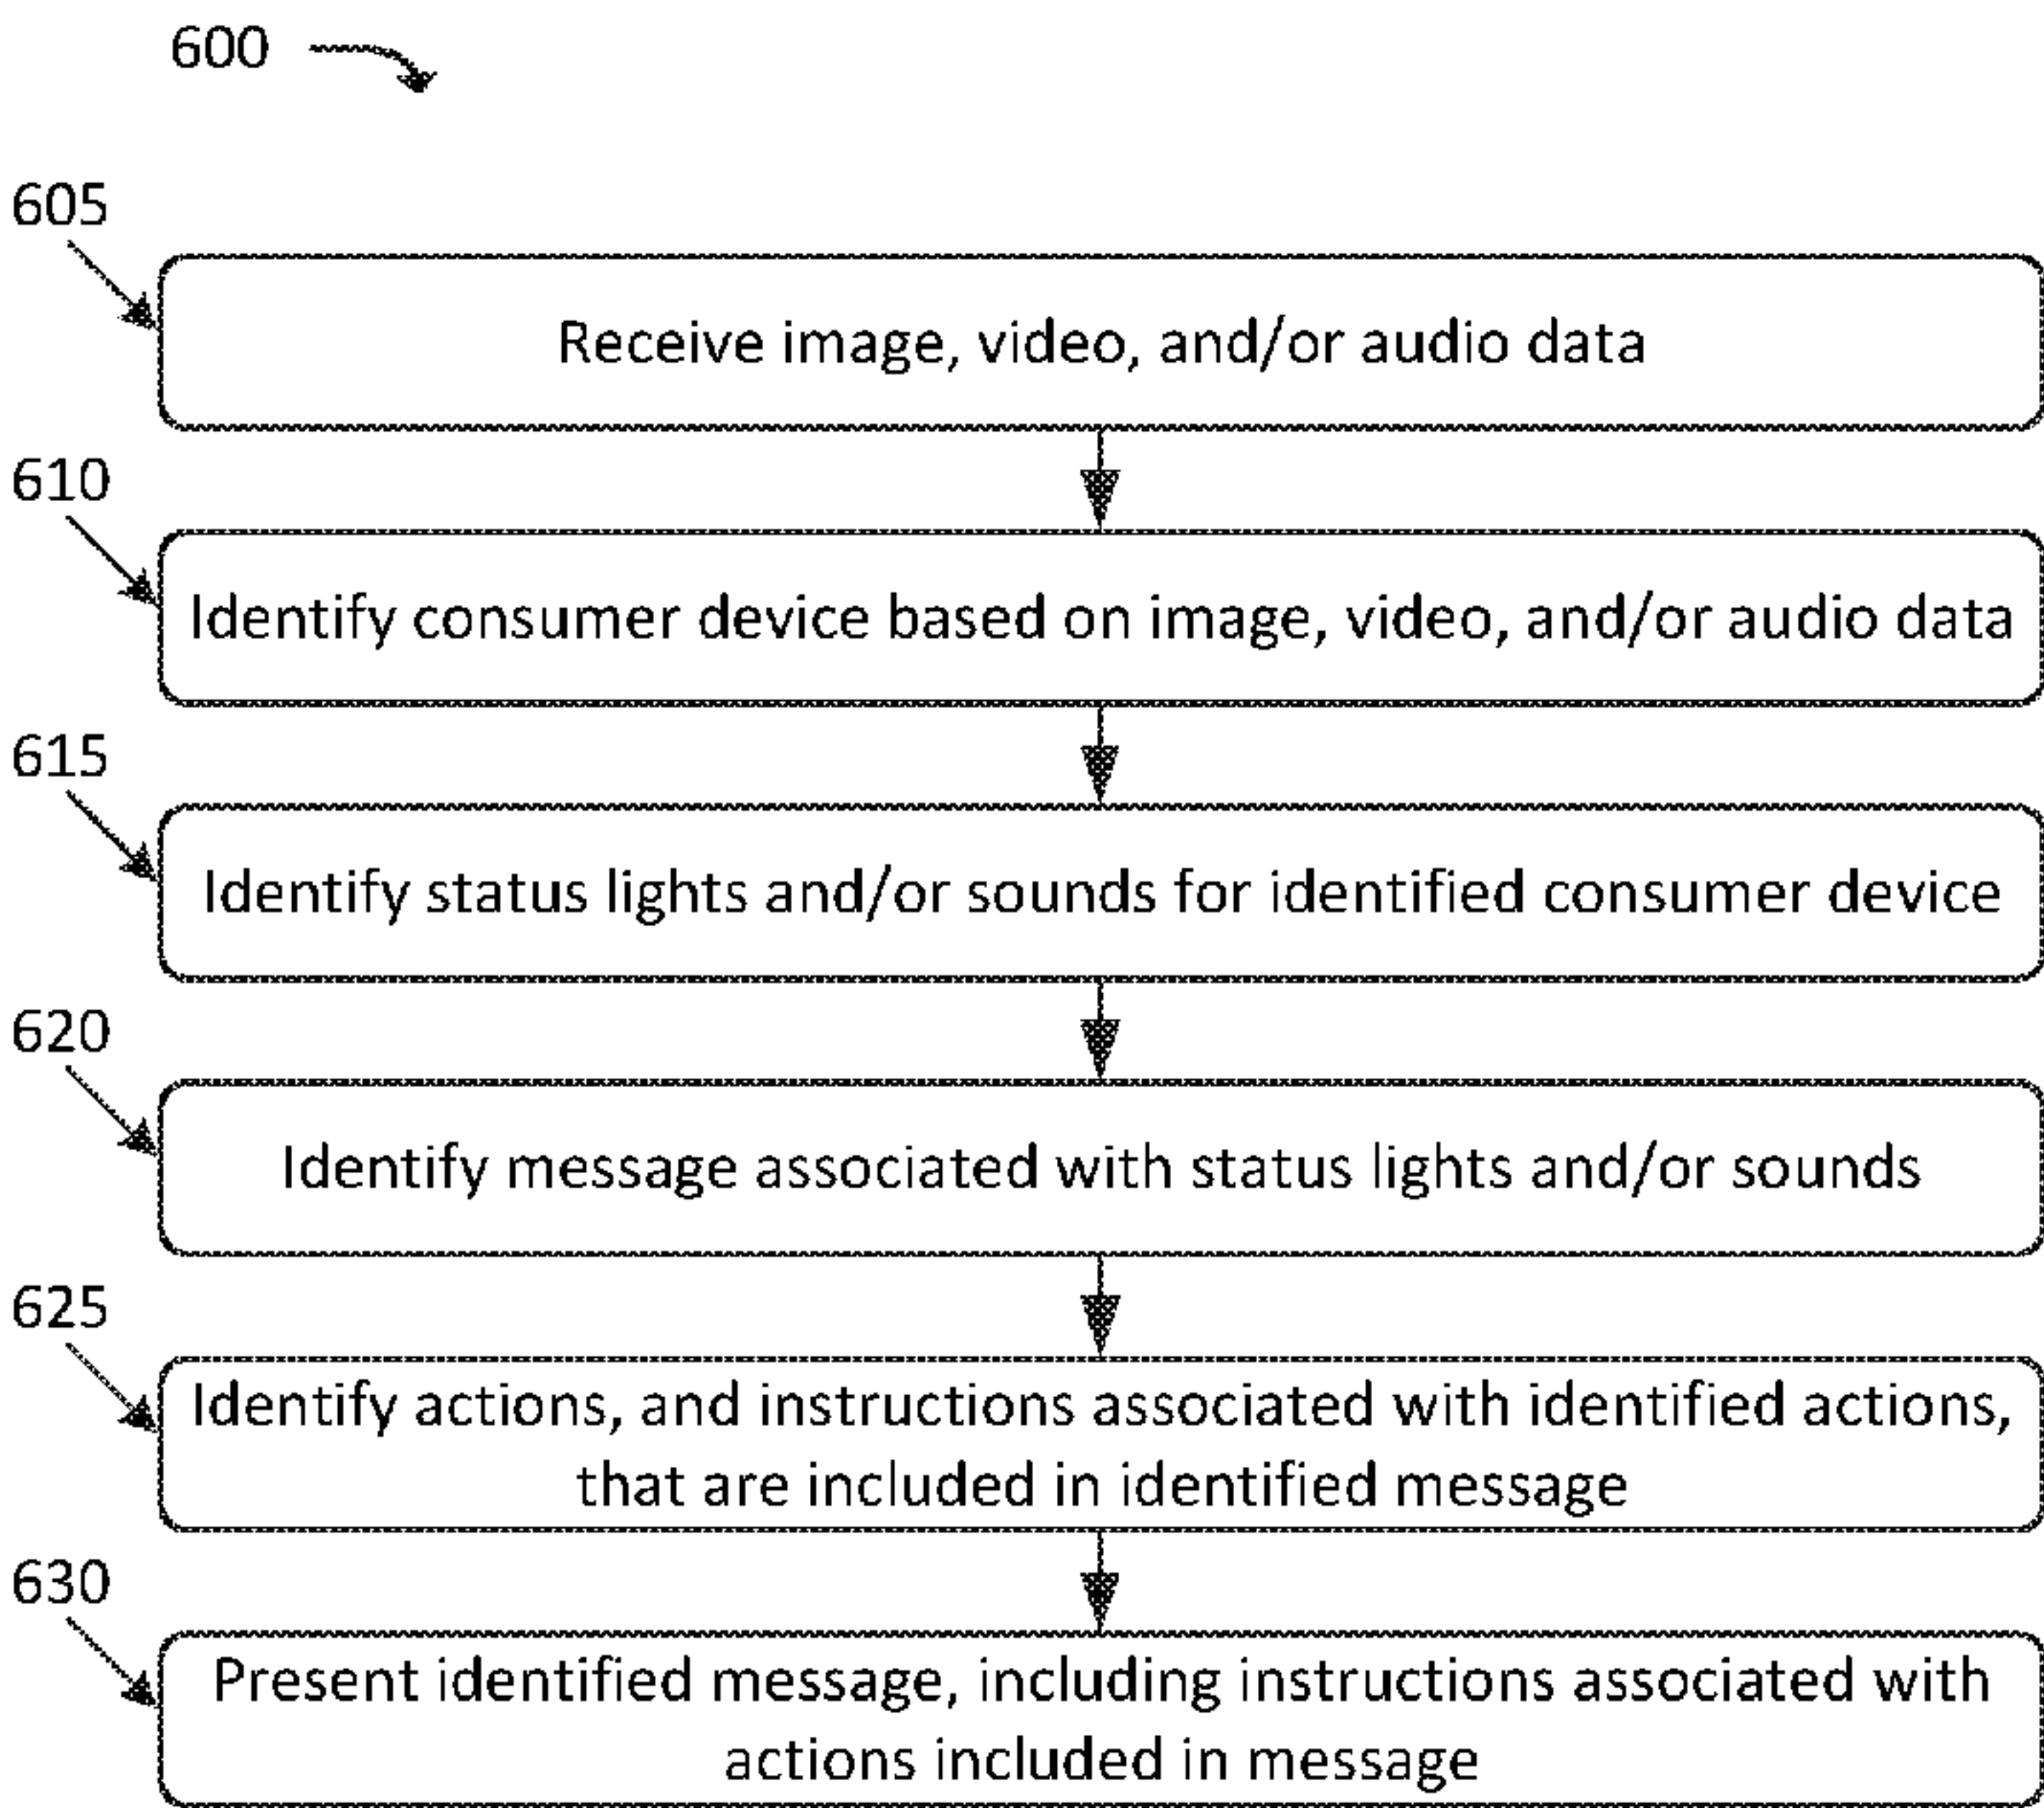 600
605
Receive image, video, and/or audio data
610
Identify consumer device based on image, video, and/or audio data
615
Identify status lights and/or sounds for identified consumer device
620
Identify message associated with status lights and/or sounds
625
Identify actions, and instructions associated with identified actions,
that are included in identified message
630
Present identified message, including instructions associated with
actions included in message